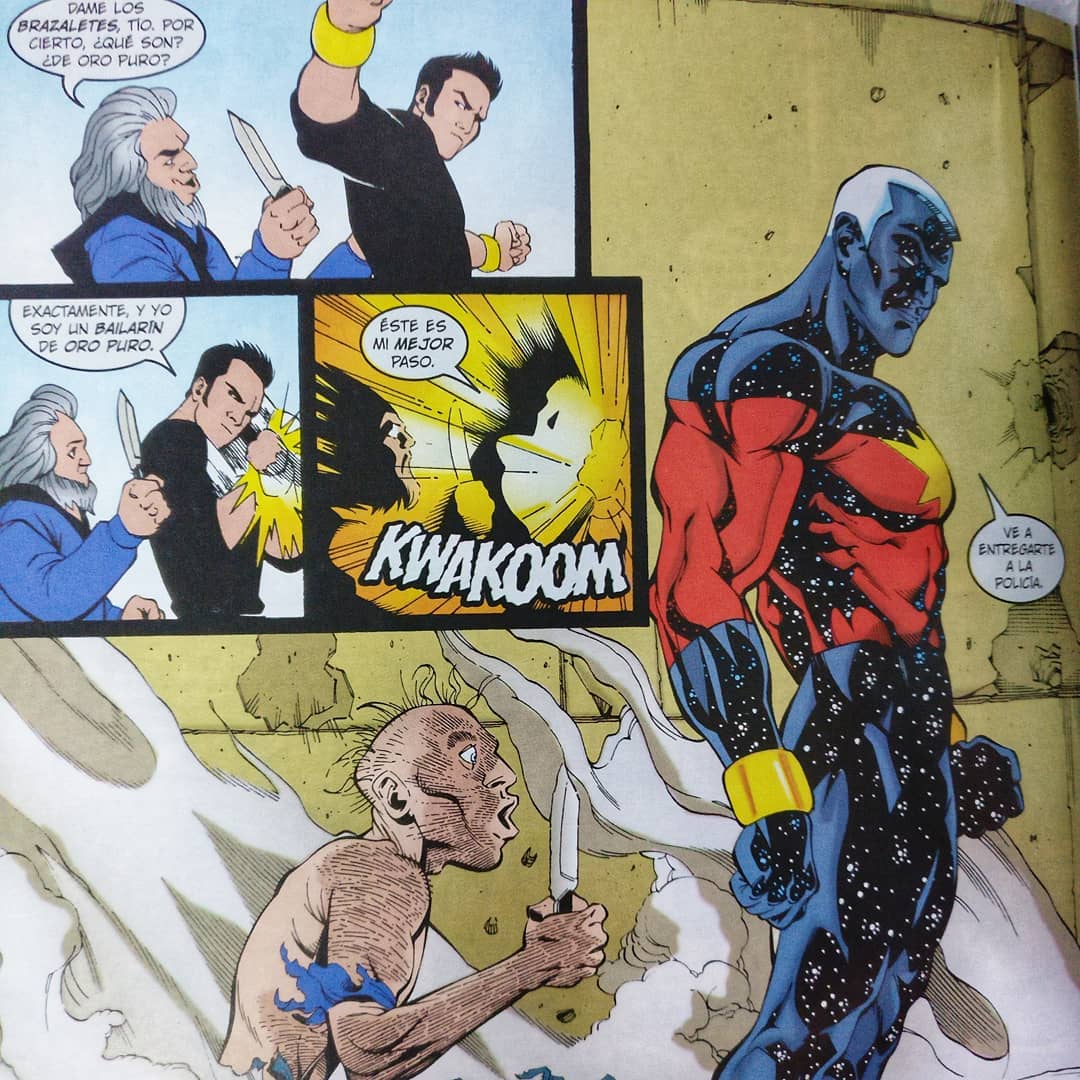 DAME LOS
BRAZALETES, TÍO. POR
CIERTO, ¿QUÉ SON?
¿DE ORO PURO?
EXACTAMENTE, Y YO
SOY UN BAILARÍN
DE ORO PURO.
ÉSTE ES
MI MEJOR
PASO.
KWAKOOM
VE A
ENTREGARTE
A LA
POLICÍA.